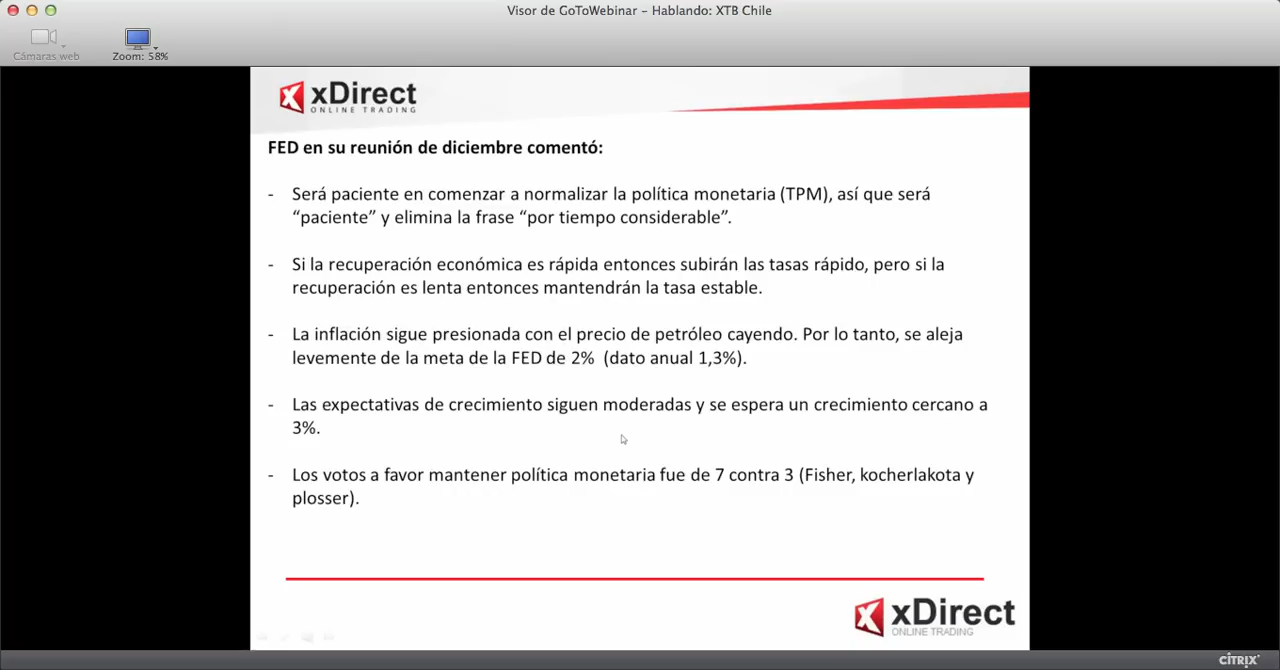 Visor de GoToWebinar – Hablando: XTB Chile
Cámaras web
Zoom: 58%
xDirect
ONLINE TRADING
FED en su reunión de diciembre comentó:
- Será paciente en comenzar a normalizar la política monetaria (TPM), así que será
“paciente” y elimina la frase “por tiempo considerable”.
- Si la recuperación económica es rápida entonces subirán las tasas rápido, pero si la
recuperación es lenta entonces mantendrán la tasa estable.
- La inflación sigue presionada con el precio de petróleo cayendo. Por lo tanto, se aleja
levemente de la meta de la FED de 2%  (dato anual 1,3%).
- Las expectativas de crecimiento siguen moderadas y se espera un crecimiento cercano a
3%.
- Los votos a favor mantener política monetaria fue de 7 contra 3 (Fisher, kocherlakota y
plosser).
xDirect
ONLINE TRADING
CITRIX